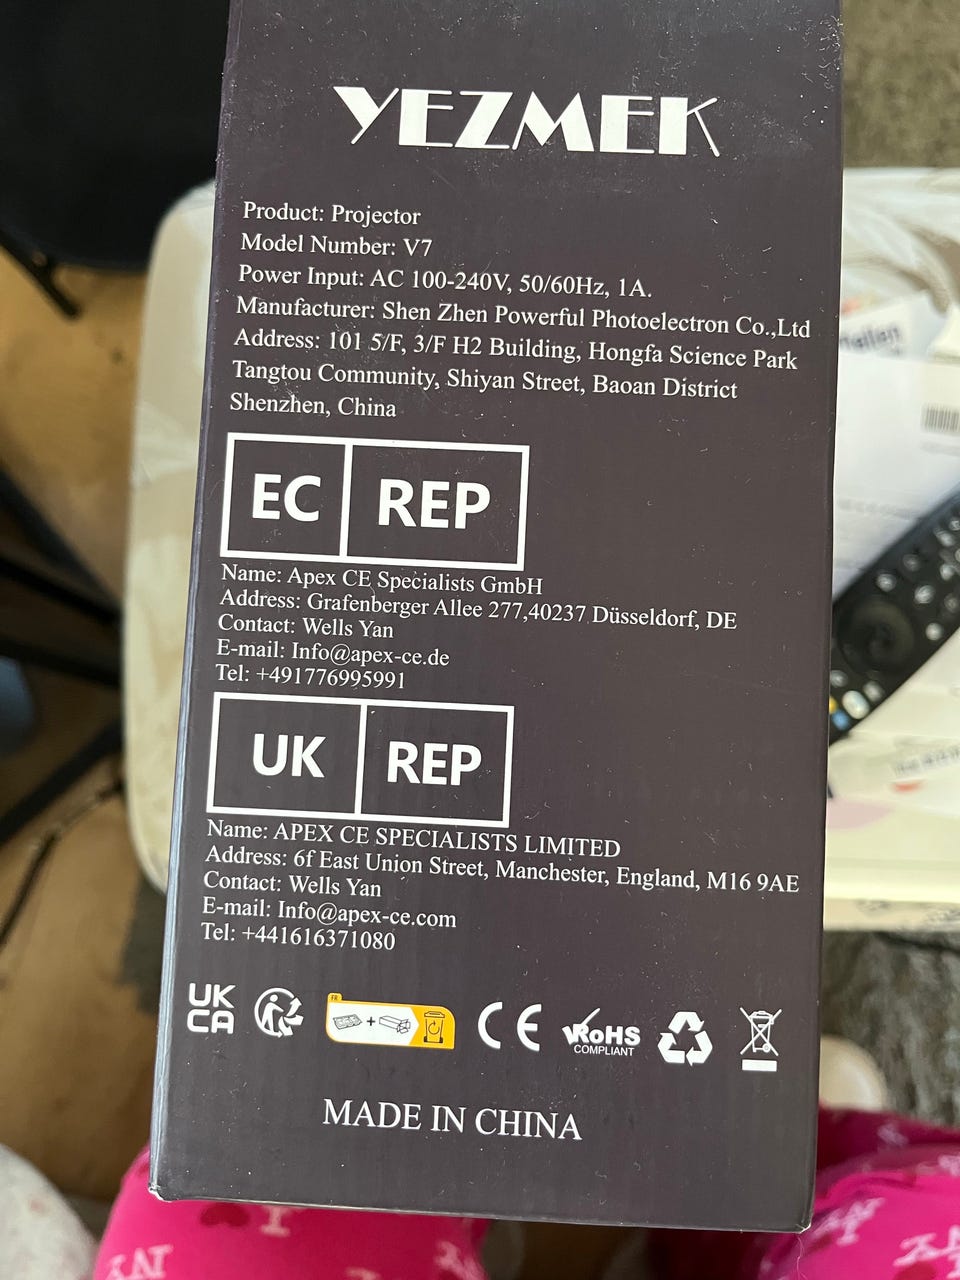 YEZMEK
Product: Projector
Model Number: V7
Power Input: AC 100-240V, 50/60Hz, 1A.
Manufacturer: Shen Zhen Powerful Photoelectron Co.,Ltd
Address: 101 5/F, 3/F H2 Building, Hongfa Science Park
Tangtou Community, Shiyan Street, Baoan District
Shenzhen, China
EC REP
Name: Apex CE Specialists GmbH
Address: Grafenberger Allee 277,40237 Düsseldorf, DE
Contact: Wells Yan
E-mail: Info@apex-ce.de
Tel: +491776995991
UK REP
Name: APEX CE SPECIALISTS LIMITED
Address: 6f East Union Street, Manchester, England, M16 9AE
Contact: Wells Yan
E-mail: Info@apex-ce.com
Tel: +441616371080
UK
CA
FR
+
CE
RoHS
COMPLIANT
MADE IN CHINA
NY